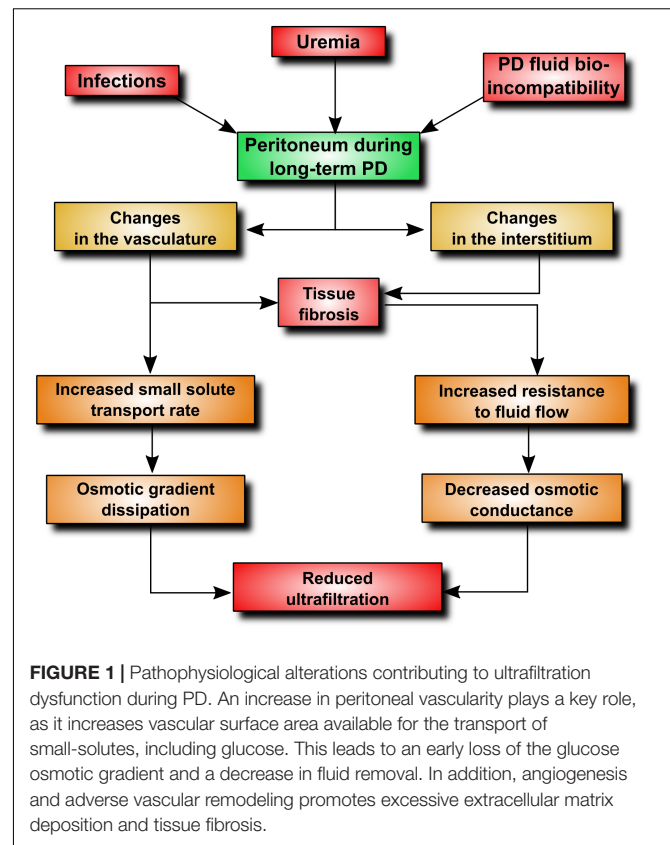 Uremia
Infections
PD fluid bio-
incompatibility
Peritoneum during
long-term PD
Changes
in the vasculature
Changes
in the interstitium
Tissue
fibrosis
Increased small solute
transport rate
Increased resistance
to fluid flow
Osmotic gradient
dissipation
Decreased osmotic
conductance
Reduced
ultrafiltration
FIGURE 1 | Pathophysiological alterations contributing to ultrafiltration
dysfunction during PD. An increase in peritoneal vascularity plays a key role,
as it increases vascular surface area available for the transport of
small-solutes, including glucose. This leads to an early loss of the glucose
osmotic gradient and a decrease in fluid removal. In addition, angiogenesis
and adverse vascular remodeling promotes excessive extracellular matrix
deposition and tissue fibrosis.